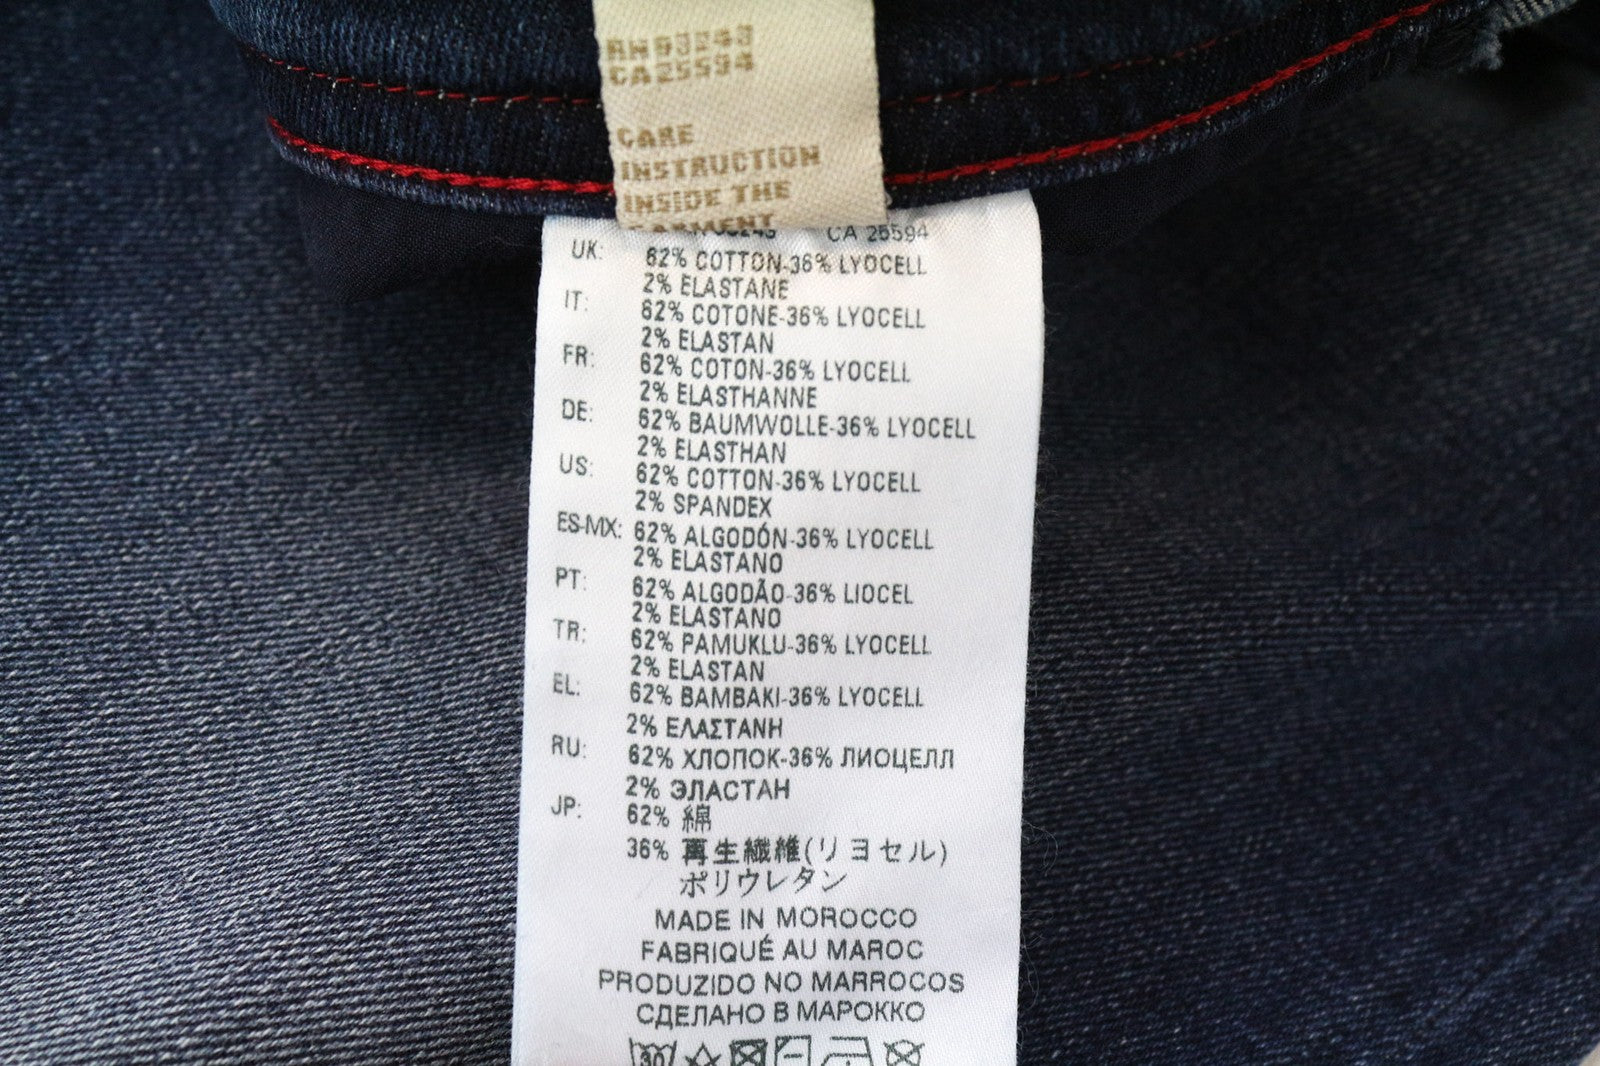 RN93243
CA25594
CARE
INSTRUCTION
INSIDE THE
GARMENT
CA 25594
UK: 62% COTTON-36% LYOCELL
2% ELASTANE
IT: 62% COTONE-36% LYOCELL
2% ELASTAN
FR: 62% COTON-36% LYOCELL
2% ELASTHANNE
DE: 62% BAUMWOLLE-36% LYOCELL
2% ELASTHAN
US: 62% COTTON-36% LYOCELL
2% SPANDEX
ES-MX: 62% ALGODÓN-36% LYOCELL
2% ELASTANO
PT: 62% ALGODÃO-36% LIOCEL
2% ELASTANO
TR: 62% PAMUKLU-36% LYOCELL
2% ELASTAN
EL: 62% BAMBAKI-36% LYOCELL
2% ΕΛΑΣΤΑΝΗ
RU: 62% ХЛОПОК-36% ЛИОЦЕЛЛ
2% ЭЛАСТАН
JP: 62% 綿
36% 再生繊維(リヨセル)
ポリウレタン
MADE IN MOROCCO
FABRIQUÉ AU MAROC
PRODUZIDO NO MARROCOS
СДЕЛАНО В МАРОККО
30